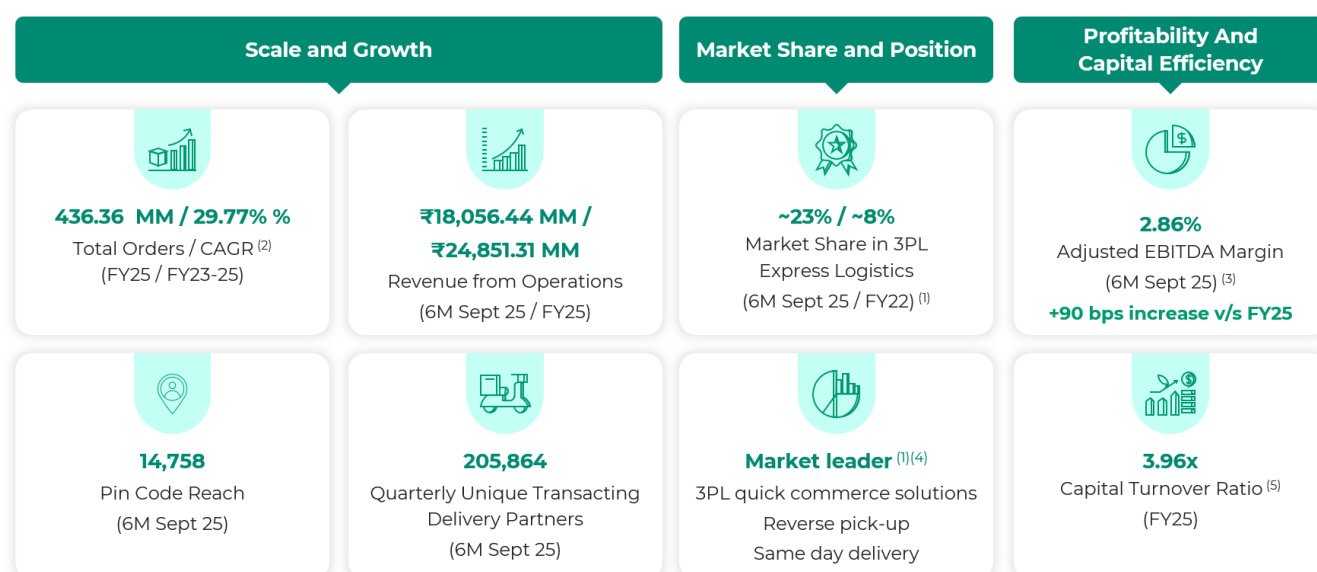 Scale and Growth
Market Share and Position
Profitability And
Capital Efficiency
436.36 MM / 29.77% %
Total Orders / CAGR (2)
(FY25 / FY23-25)
₹18,056.44 MM /
₹24,851.31 MM
Revenue from Operations
(6M Sept 25 / FY25)
~23% / ~8%
Market Share in 3PL
Express Logistics
(6M Sept 25 / FY22) (1)
2.86%
Adjusted EBITDA Margin
(6M Sept 25) (3)
+90 bps increase v/s FY25
14,758
Pin Code Reach
(6M Sept 25)
205,864
Quarterly Unique Transacting
Delivery Partners
(6M Sept 25)
Market leader (1)(4)
3PL quick commerce solutions
Reverse pick-up
Same day delivery
3.96x
Capital Turnover Ratio (5)
(FY25)